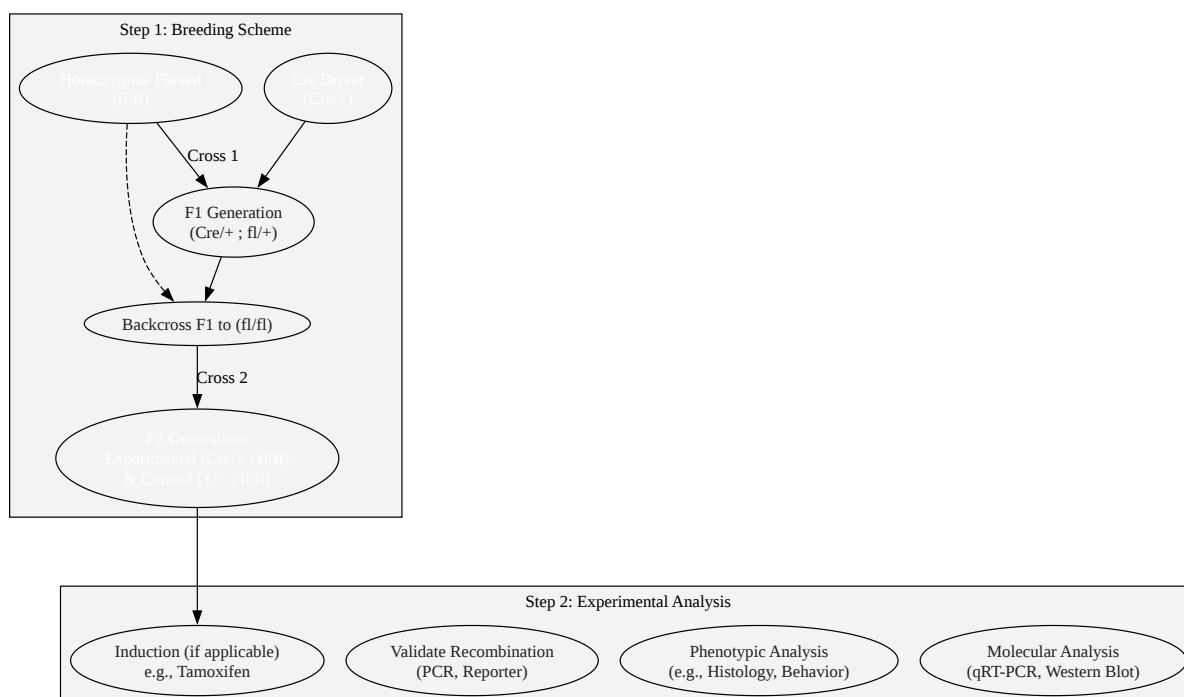 Step 1: Breeding Scheme
Homozygous Floxed
(fl/fl)
Cre Driver
(Cre/+)
Cross 1
F1 Generation
(Cre/+ ; fl/+)
Backcross F1 to (fl/fl)
Cross 2
F2 Generation:
Experimental (Cre/+ ; fl/fl)
& Control (+/+ ; fl/fl)
Step 2: Experimental Analysis
Induction (if applicable)
e.g., Tamoxifen
Validate Recombination
(PCR, Reporter)
Phenotypic Analysis
(e.g., Histology, Behavior)
Molecular Analysis
(qRT-PCR, Western Blot)